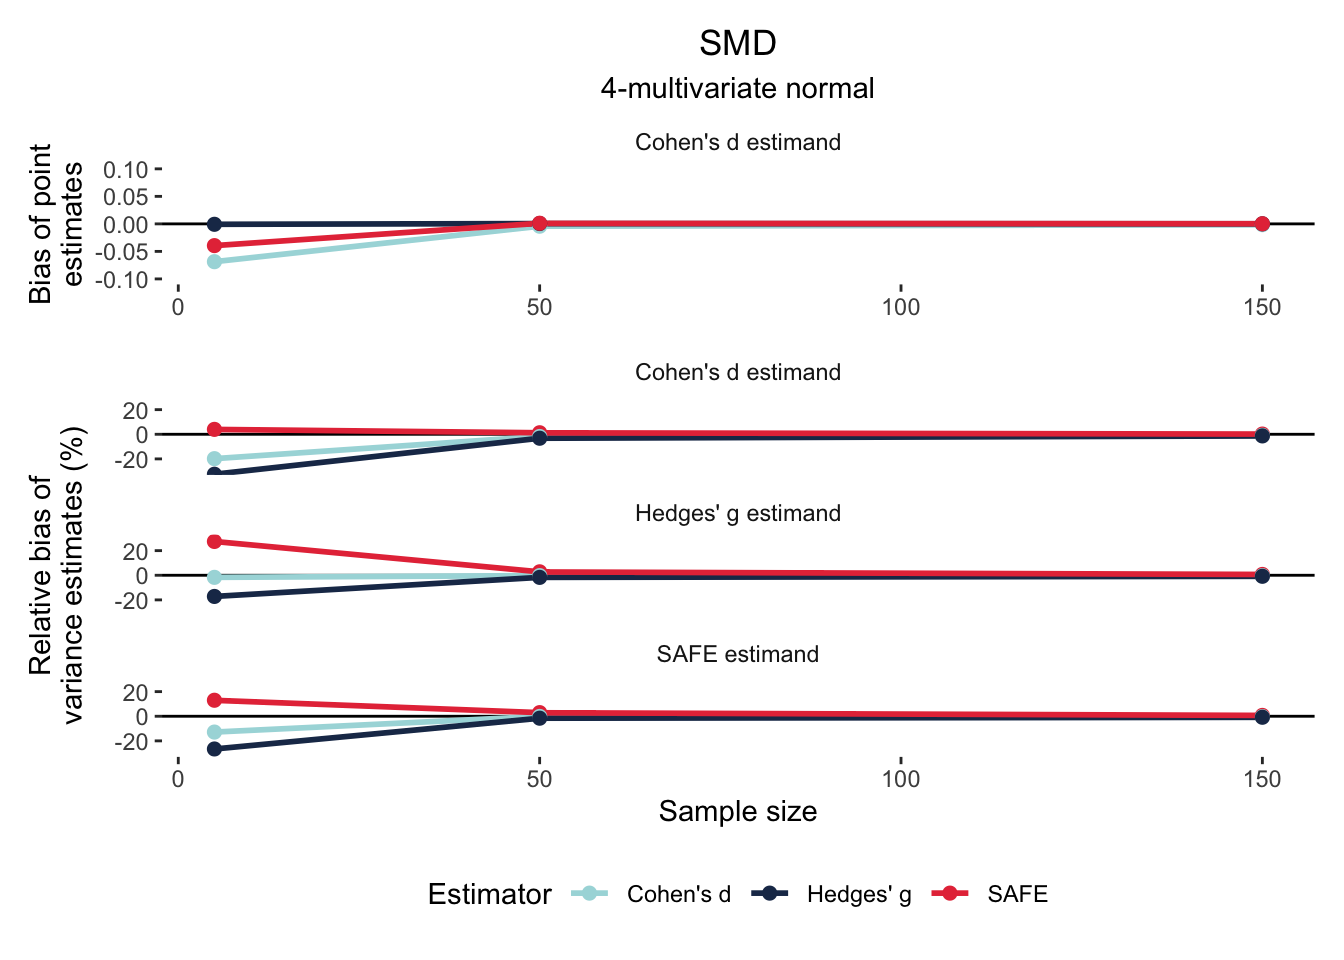 SMD
4-multivariate normal
Cohen's d estimand
Bias of point
estimates
0.10
0.05
0.00
-0.05
-0.10
0 50 100 150
Cohen's d estimand
Relative bias of
variance estimates (%)
20
0
-20
Hedges' g estimand
20
0
-20
SAFE estimand
20
0
-20
0 50 100 150
Sample size
Estimator Cohen's d Hedges' g SAFE